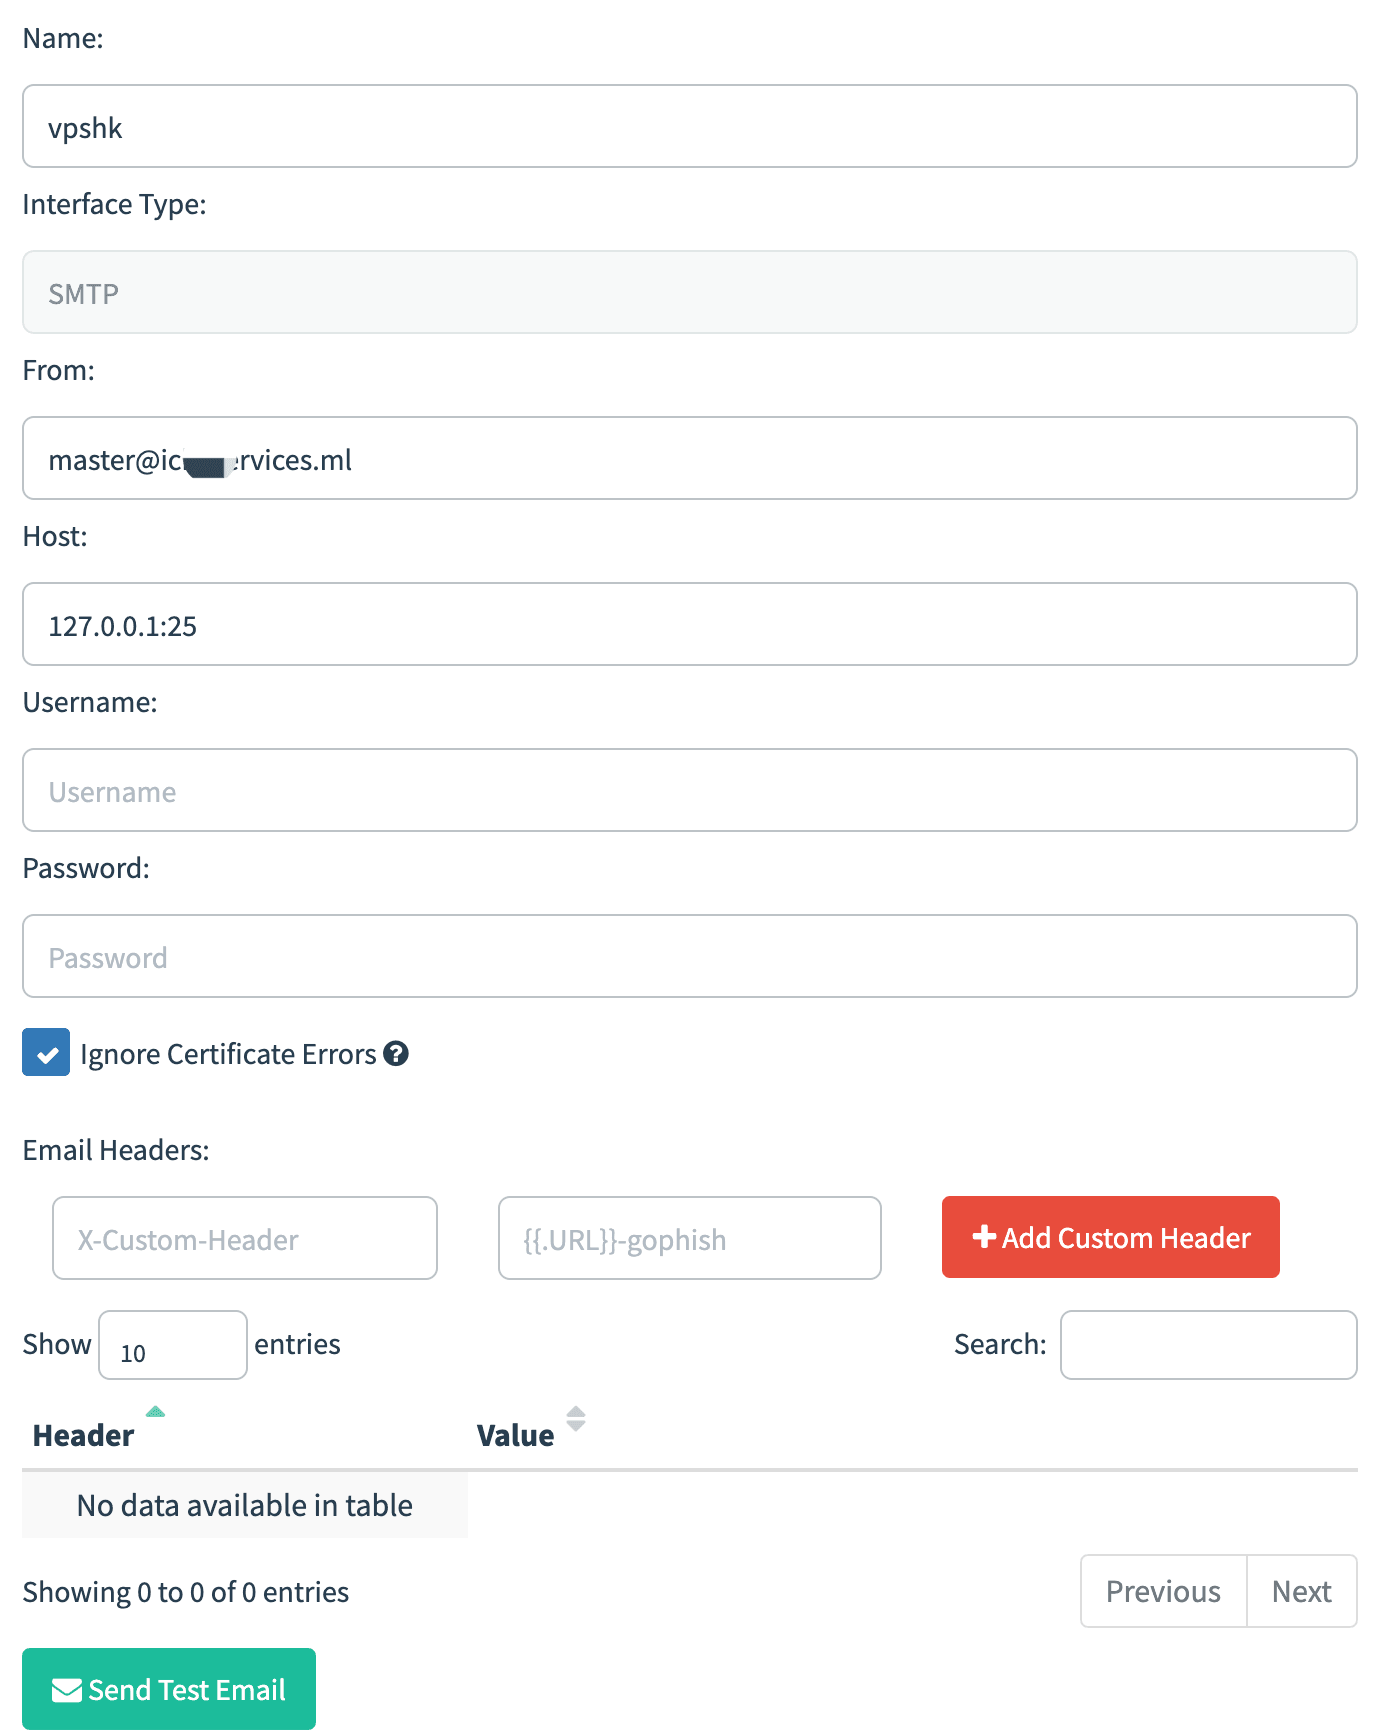 Name:
vpshk
Interface Type:
SMTP
From:
master@ic ervices.ml
Host:
127.0.0.1:25
Username:
Username
Password:
Password
Ignore Certificate Errors ?
Email Headers:
X-Custom-Header {{.URL}}-gophish + Add Custom Header
Show 10 entries Search:
Header Value
No data available in table
Showing 0 to 0 of 0 entries Previous Next
Send Test Email